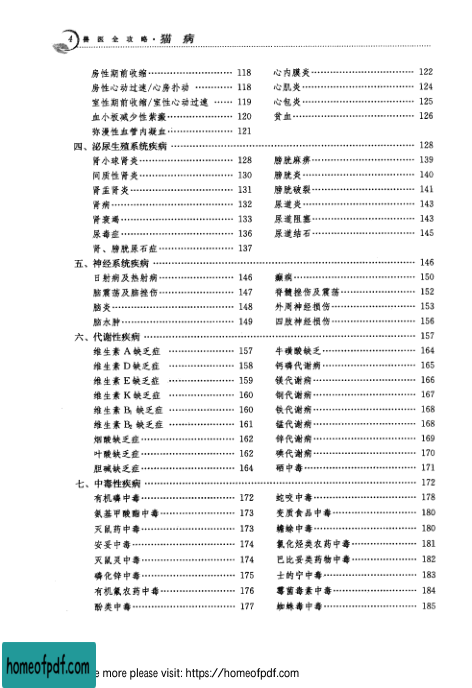 4 兽医全攻略·猫病
房性期前收缩 118 心内膜炎 122
房性心动过速/心房扑动 118 心肌炎 124
室性期前收缩/室性心动过速 119 心包炎 125
血小板减少性紫癜 120 贫血 126
弥漫性血管内凝血 121
四、泌尿生殖系统疾病 128
肾小球肾炎 128 膀胱麻痹 139
间质性肾炎 130 膀胱炎 140
肾盂肾炎 131 膀胱破裂 141
肾病 132 尿道炎 143
肾衰竭 133 尿道阻塞 143
尿毒症 136 尿道结石 145
肾、膀胱尿石症 137
五、神经系统疾病 146
日射病及热射病 146 癫痫 150
脑震荡及脑挫伤 147 脊髓挫伤及震荡 152
脑炎 148 外周神经损伤 153
脑水肿 149 四肢神经损伤 156
六、代谢性疾病 157
维生素 A 缺乏症 157 牛磺酸缺乏 164
维生素 D 缺乏症 158 钙磷代谢病 165
维生素 E 缺乏症 159 镁代谢病 166
维生素 K 缺乏症 160 铜代谢病 167
维生素 B₁ 缺乏症 160 铁代谢病 168
维生素 B₂ 缺乏症 161 锰代谢病 168
烟酸缺乏症 162 锌代谢病 169
叶酸缺乏症 162 碘代谢病 170
胆碱缺乏症 164 硒中毒 171
七、中毒性疾病 172
有机磷中毒 172 蛇咬中毒 178
氨基甲酸酯中毒 173 变质食品中毒 180
灭鼠药中毒 173 蟾蜍中毒 180
安妥中毒 174 氯化烃类农药中毒 181
灭鼠灵中毒 174 巴比妥类药物中毒 182
磷化锌中毒 175 士的宁中毒 183
有机氟农药中毒 176 霉菌毒素中毒 184
酚类中毒 177 蜘蛛毒中毒 185
homeofpdf.com
e more please visit: https://homeofpdf.com